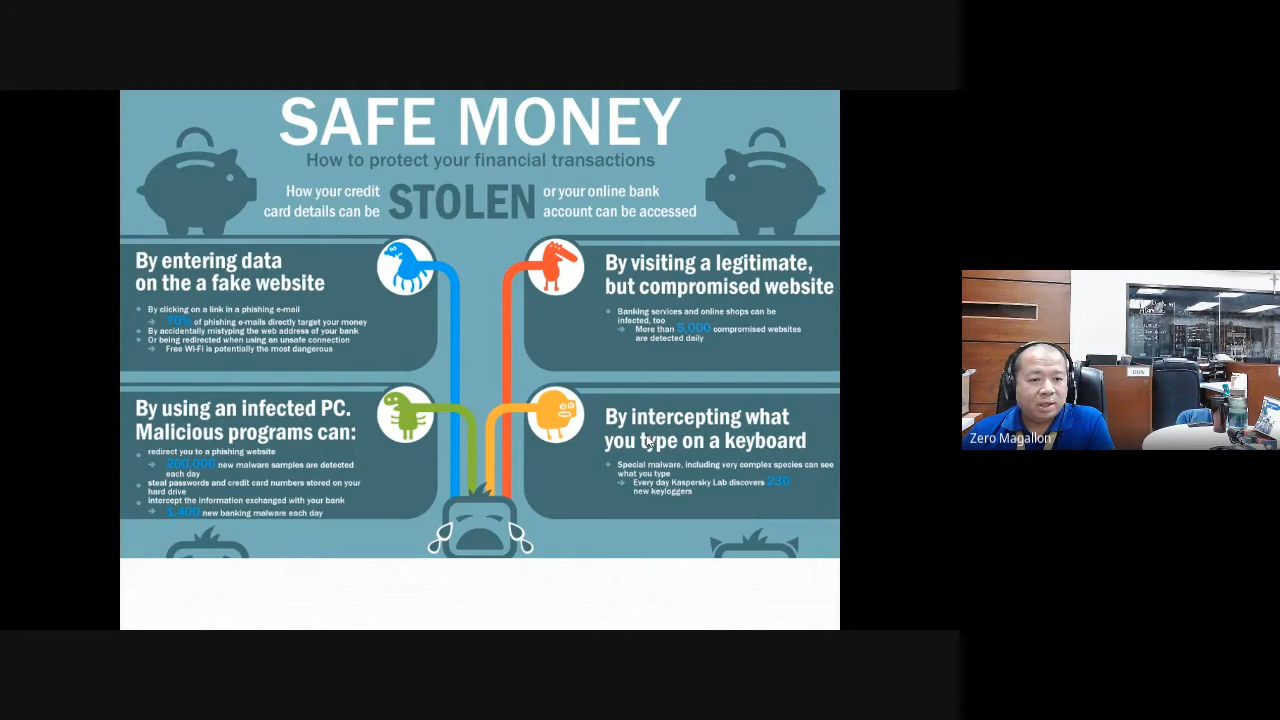 SAFE MONEY
How to protect your financial transactions
How your credit
card details can be
STOLEN
or your online bank
account can be accessed
By entering data
on the a fake website
By clicking on a link in a phishing e-mail
70% of phishing e-mails directly target your money
By accidentally mistyping the web address of your bank
Or being redirected when using an unsafe connection
Free Wi-Fi is potentially the most dangerous
By visiting a legitimate,
but compromised website
Banking services and online shops can be
infected, too
More than 5,000 compromised websites
are detected daily
By using an infected PC.
Malicious programs can:
redirect you to a phishing website
200,000 new malware samples are detected
each day
steal passwords and credit card numbers stored on your
hard drive
intercept the information exchanged with your bank
1,400 new banking malware each day
By intercepting what
you type on a keyboard
Special malware, including very complex species can see
what you type
Every day Kaspersky Lab discovers 230
new keyloggers
Zero Magallon